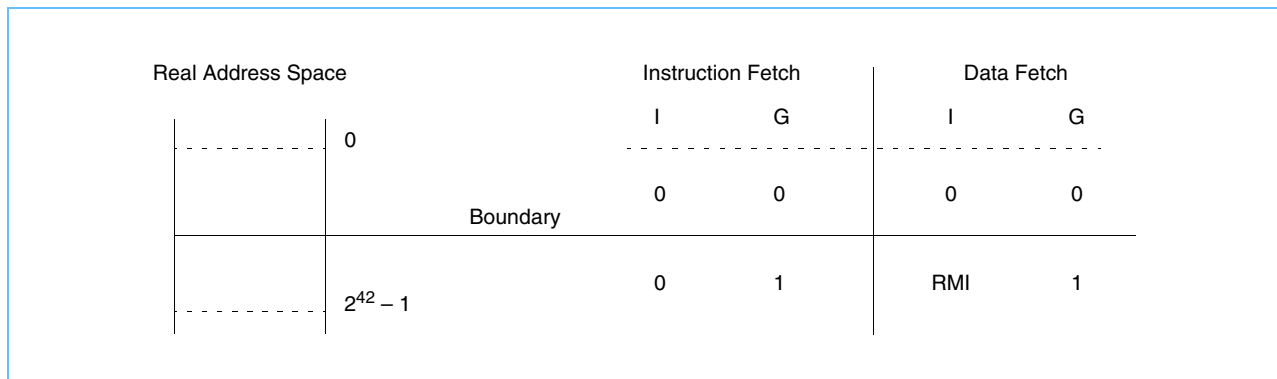 Real Address Space Instruction Fetch Data Fetch
I G I G
0
0 0 0 0
Boundary
0 1 RMI 1
2^42 – 1